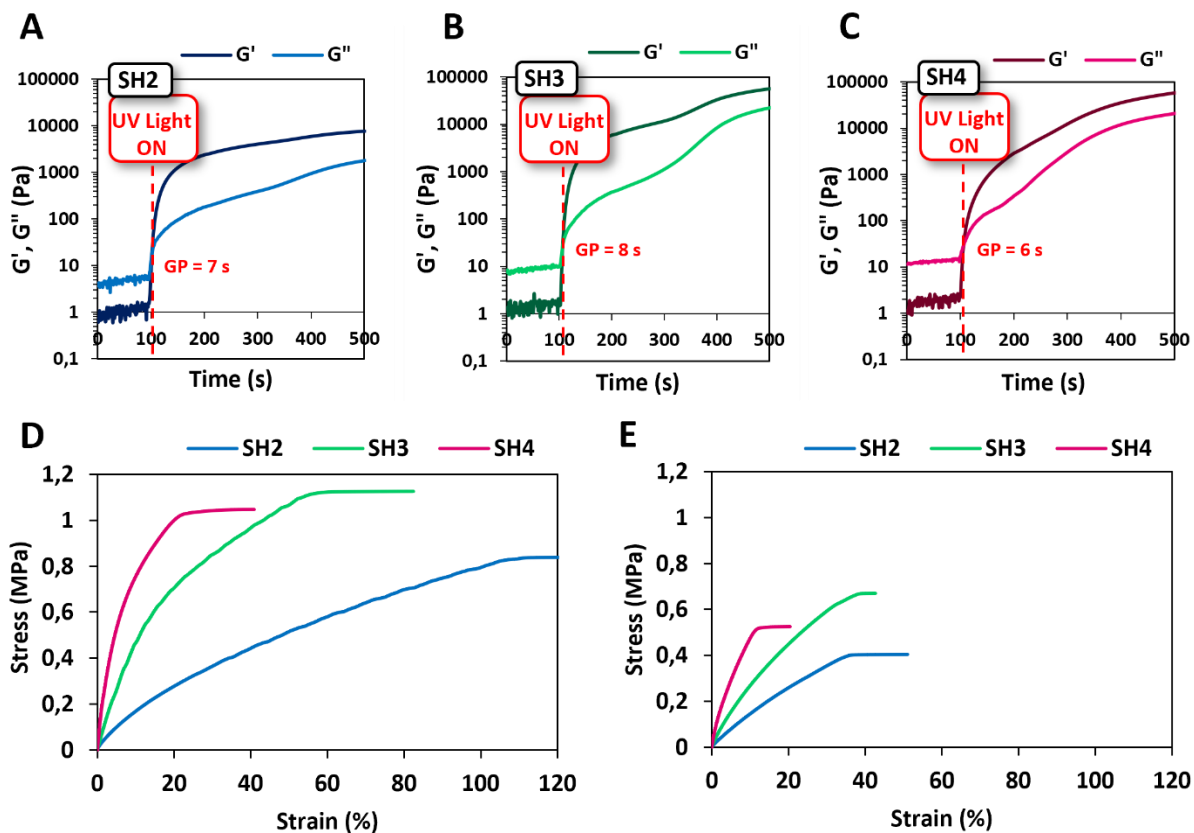 A
G' G"
SH2
UV Light
ON
100000
10000
1000
100
10
1
0,1
G', G" (Pa)
GP = 7 s
0 100 200 300 400 500
Time (s)
B
G' G"
SH3
UV Light
ON
100000
10000
1000
100
10
1
0,1
G', G" (Pa)
GP = 8 s
0 100 200 300 400 500
Time (s)
C
G' G"
SH4
UV Light
ON
100000
10000
1000
100
10
1
0,1
G', G" (Pa)
GP = 6 s
0 100 200 300 400 500
Time (s)
D
SH2 SH3 SH4
1,2
1
0,8
0,6
0,4
0,2
0
Stress (MPa)
0 20 40 60 80 100 120
Strain (%)
E
SH2 SH3 SH4
1,2
1
0,8
0,6
0,4
0,2
0
Stress (MPa)
0 20 40 60 80 100 120
Strain (%)